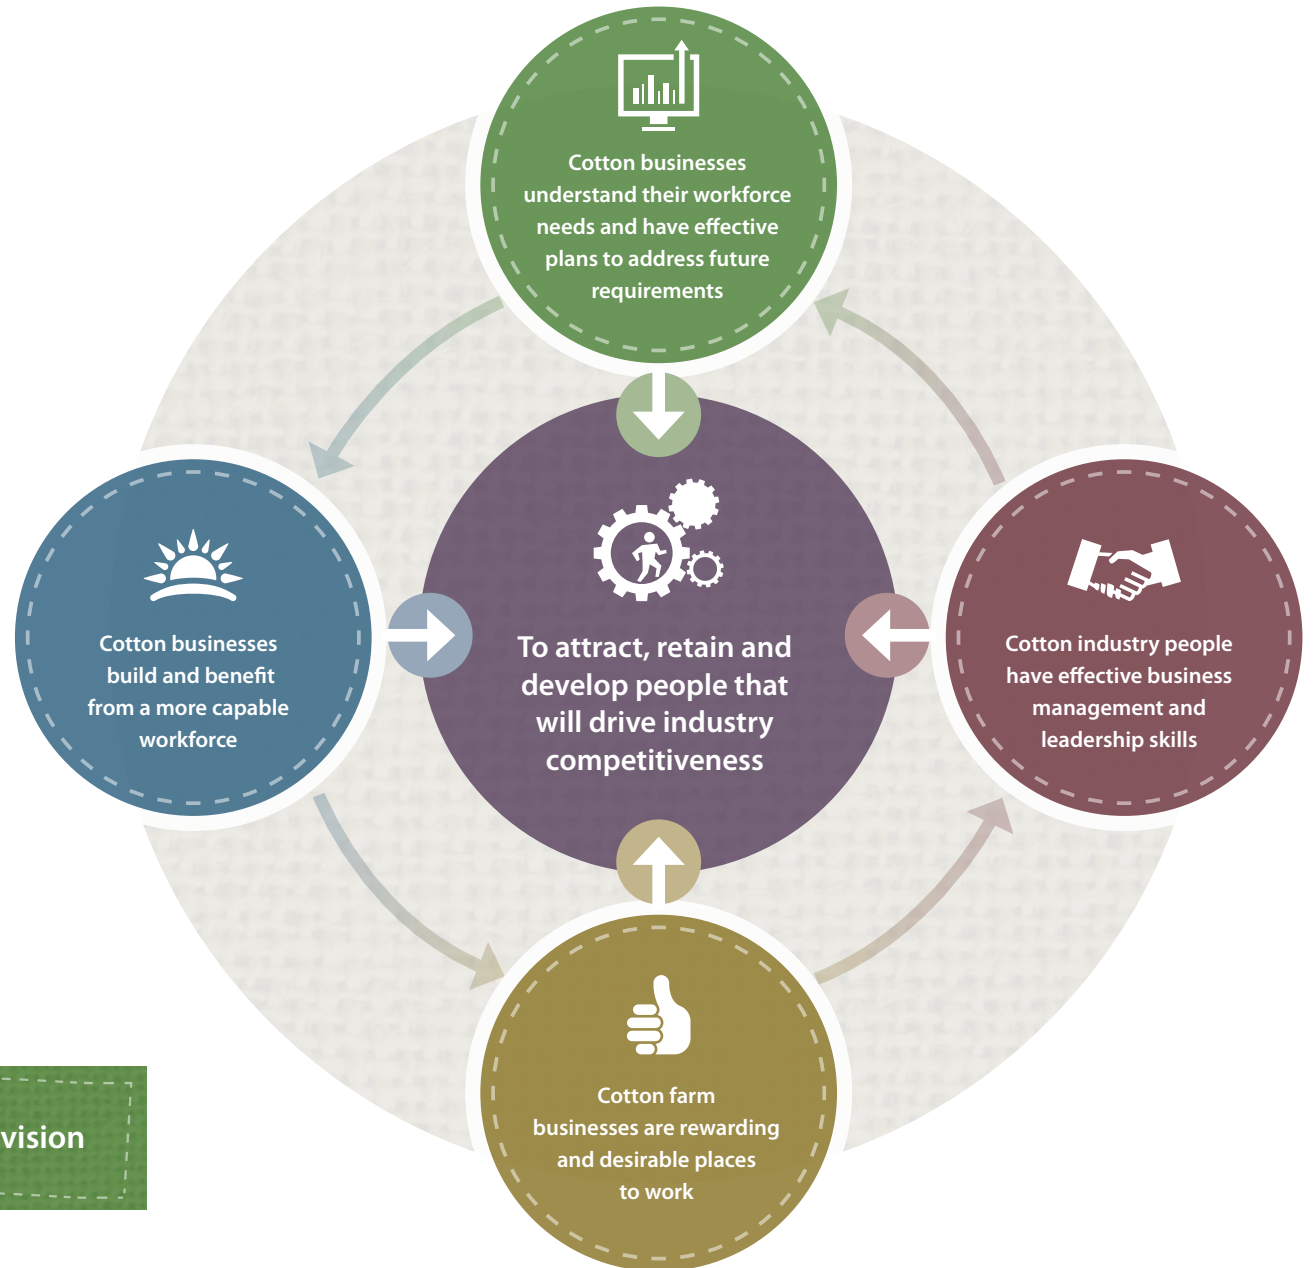 Cotton businesses
understand their workforce
needs and have effective
plans to address future
requirements
Cotton businesses
build and benefit
from a more capable
workforce
To attract, retain and
develop people that
will drive industry
competitiveness
Cotton industry people
have effective business
management and
leadership skills
Cotton farm
businesses are rewarding
and desirable places
to work
vision